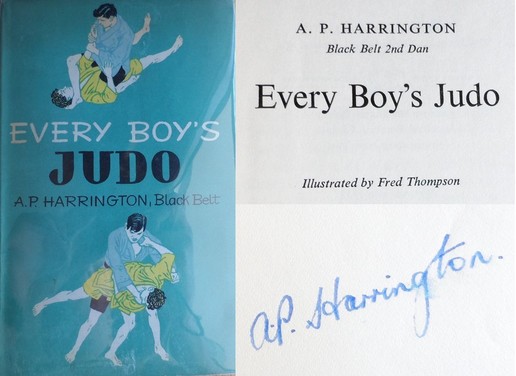 EVERY BOY'S
JUDO
A.P. HARRINGTON, Black Belt
A. P. HARRINGTON
Black Belt 2nd Dan
Every Boy's Judo
Illustrated by Fred Thompson
A.P. Harrington.